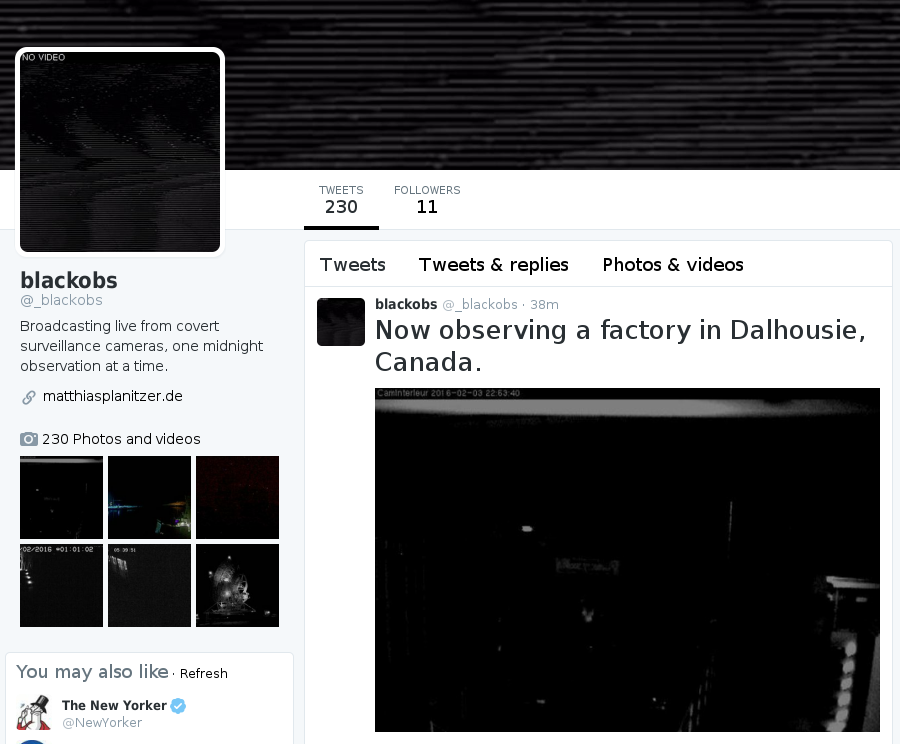 NO VIDEO
TWEETS
230
FOLLOWERS
11
blackobs
@_blackobs
Broadcasting live from covert
surveillance cameras, one midnight
observation at a time.
matthiasplanitzer.de
230 Photos and videos
/02/2016 *01:01:02
05:30:51
You may also like · Refresh
The New Yorker
@NewYorker
Tweets
Tweets & replies
Photos & videos
blackobs @_blackobs · 38m
Now observing a factory in Dalhousie,
Canada.
CamInterieur 2016-02-03 22:53:40